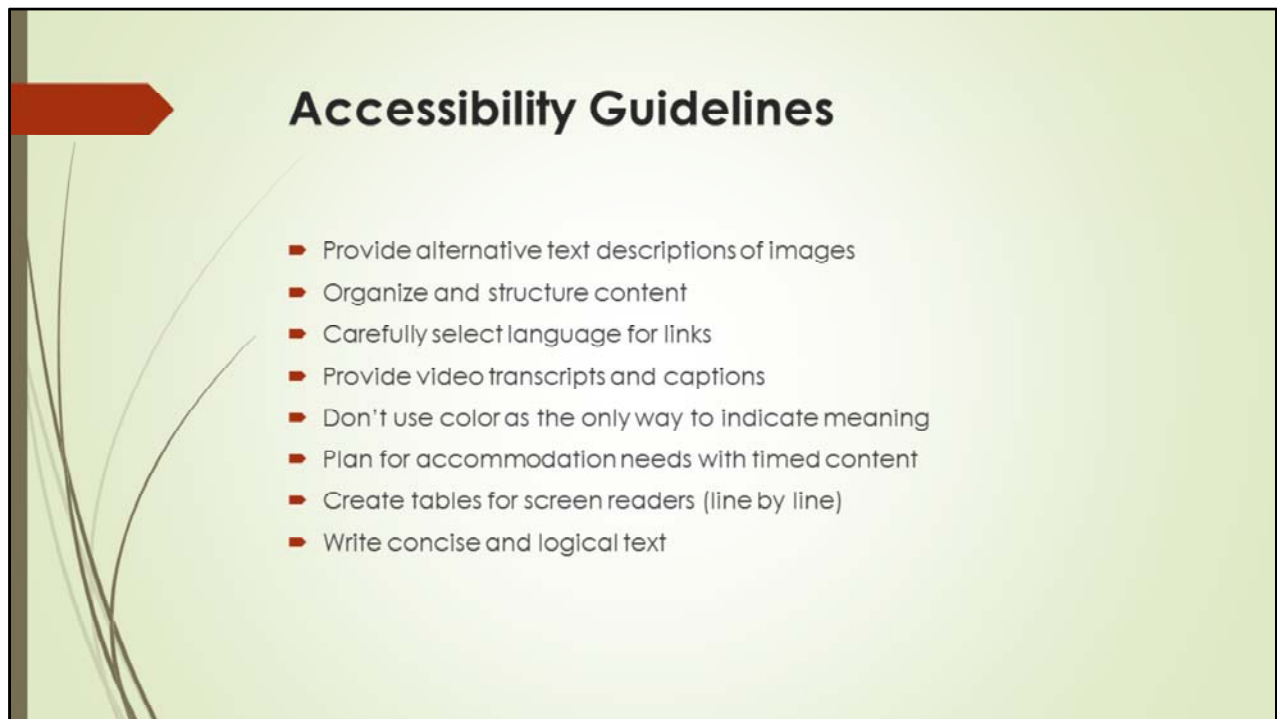 Accessibility Guidelines
Provide alternative text descriptions of images
Organize and structure content
Carefully select language for links
Provide video transcripts and captions
Don't use color as the only way to indicate meaning
Plan for accommodation needs with timed content
Create tables for screen readers (line by line)
Write concise and logical text